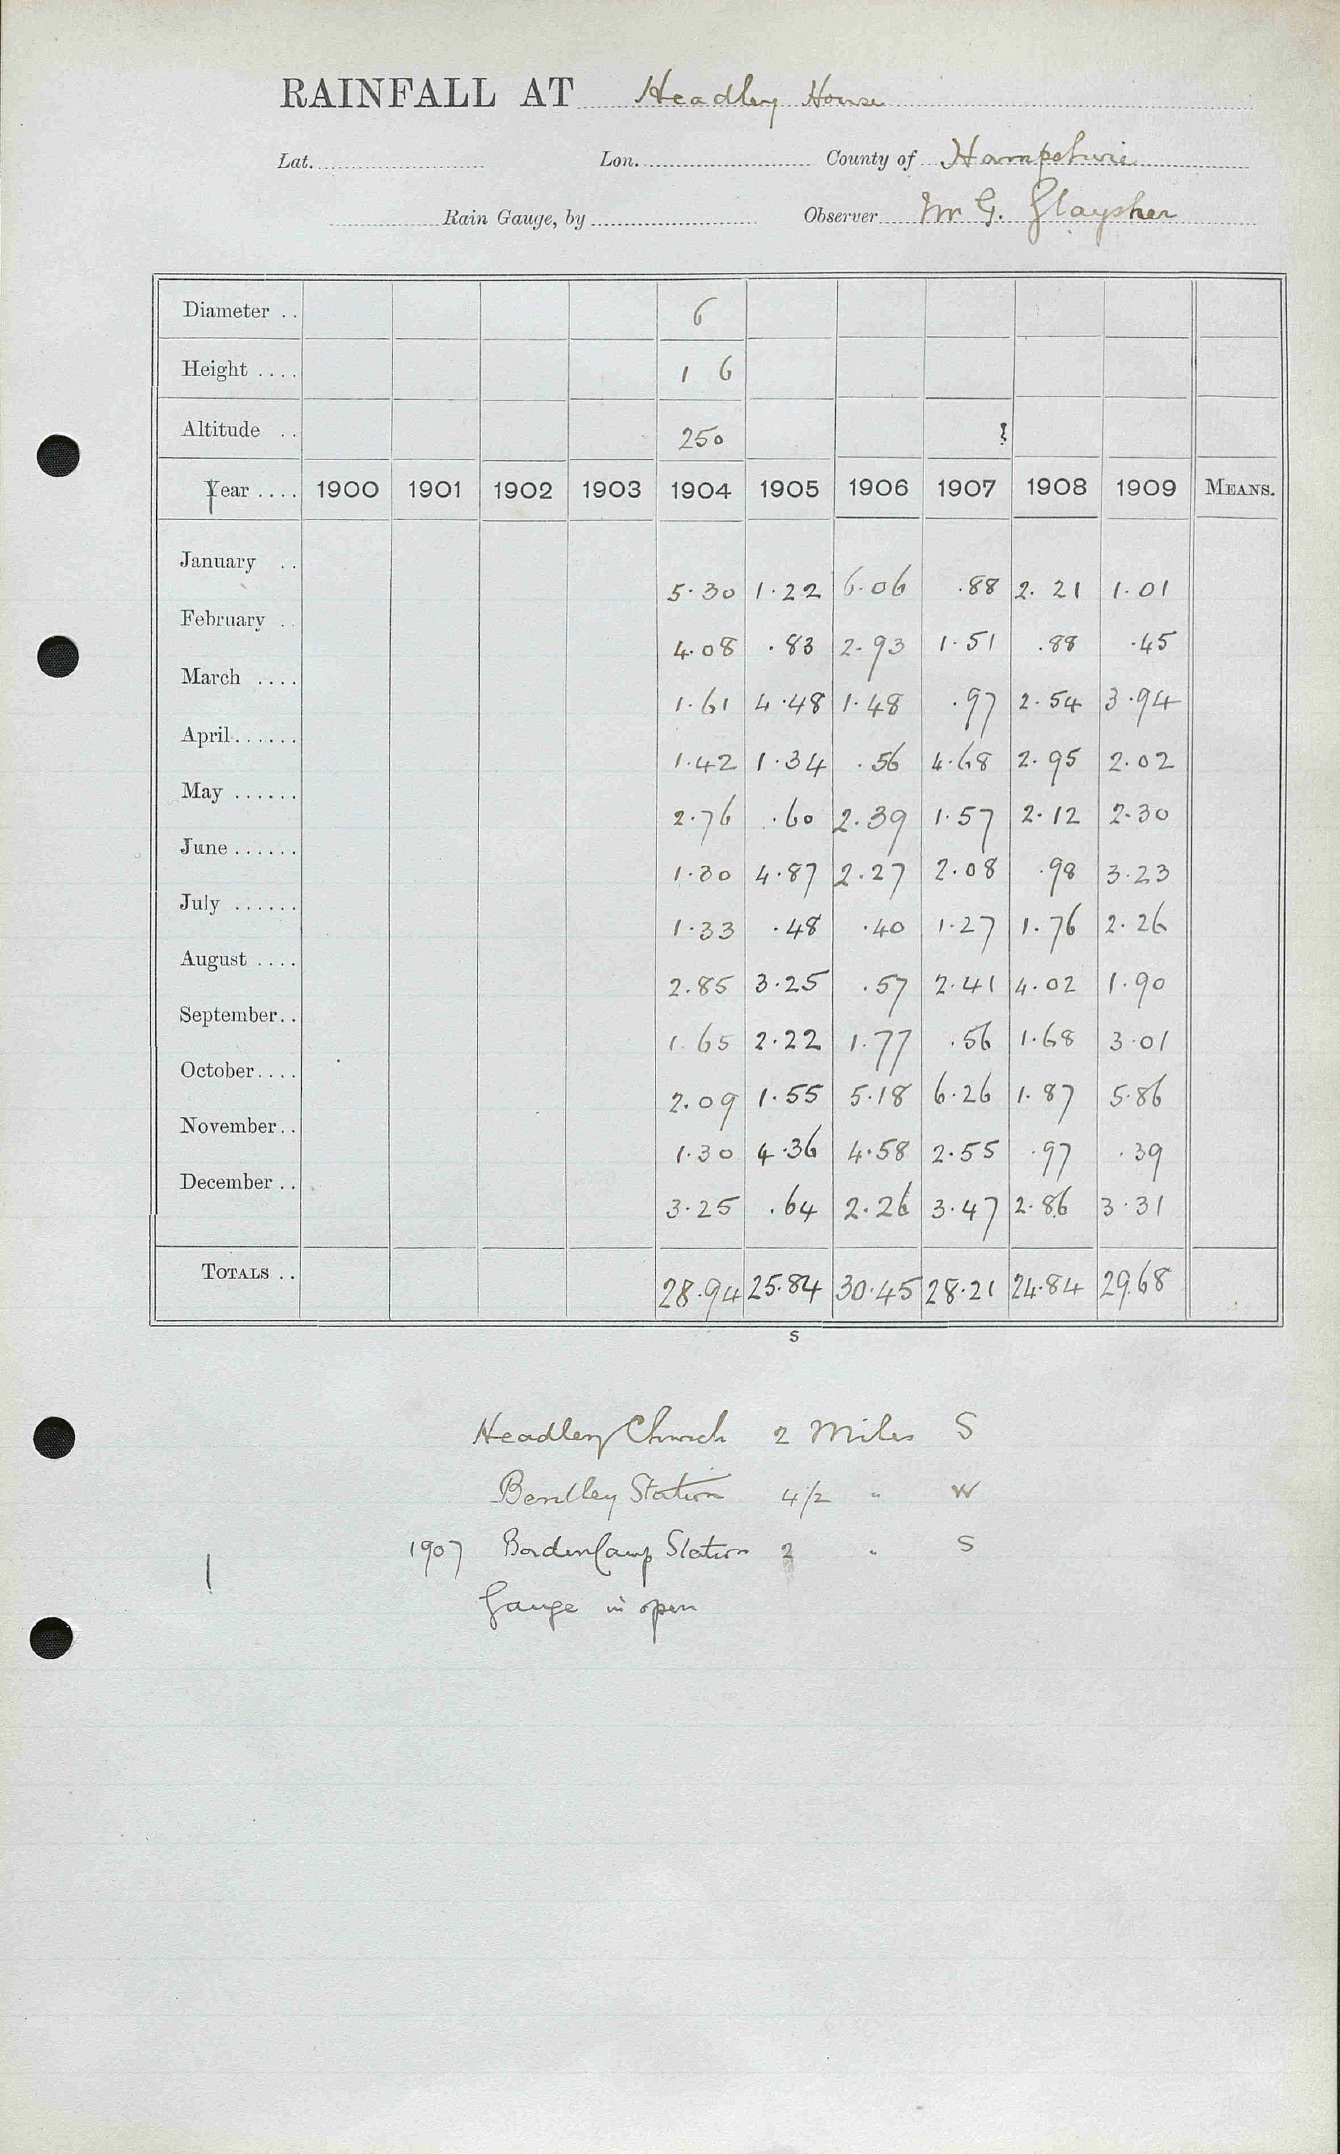 RAINFALL AT Headley House
Lat. Lon. County of Hampshire
Rain Gauge, by Observer Mr G. Glaysher
Diameter .. 6
Height .... 1 6
Altitude .. 250 ?
Year .... 1900 1901 1902 1903 1904 1905 1906 1907 1908 1909 MEANS.
January .. 5.30 1.22 6.06 .88 2.21 1.01
February .. 4.08 .83 2.93 1.51 .88 .45
March .... 1.61 4.48 1.48 .97 2.54 3.94
April ...... 1.42 1.34 .56 4.68 2.95 2.02
May ...... 2.76 .60 2.39 1.57 2.12 2.30
June ...... 1.30 4.87 2.27 2.08 .98 3.23
July ...... 1.33 .48 .40 1.27 1.76 2.26
August .... 2.85 3.25 .57 2.41 4.02 1.90
September.. 1.65 2.22 1.77 .56 1.68 3.01
October.... 2.09 1.55 5.18 6.26 1.87 5.86
November.. 1.30 4.36 4.58 2.55 .97 .39
December .. 3.25 .64 2.26 3.47 2.86 3.31
TOTALS .. 28.94 25.84 30.45 28.21 24.84 29.68
S
Headley Church 2 Miles S
Bentley Station 4 1/2 " W
1907 Bordon Camp Station 2 " S
Gauge in open